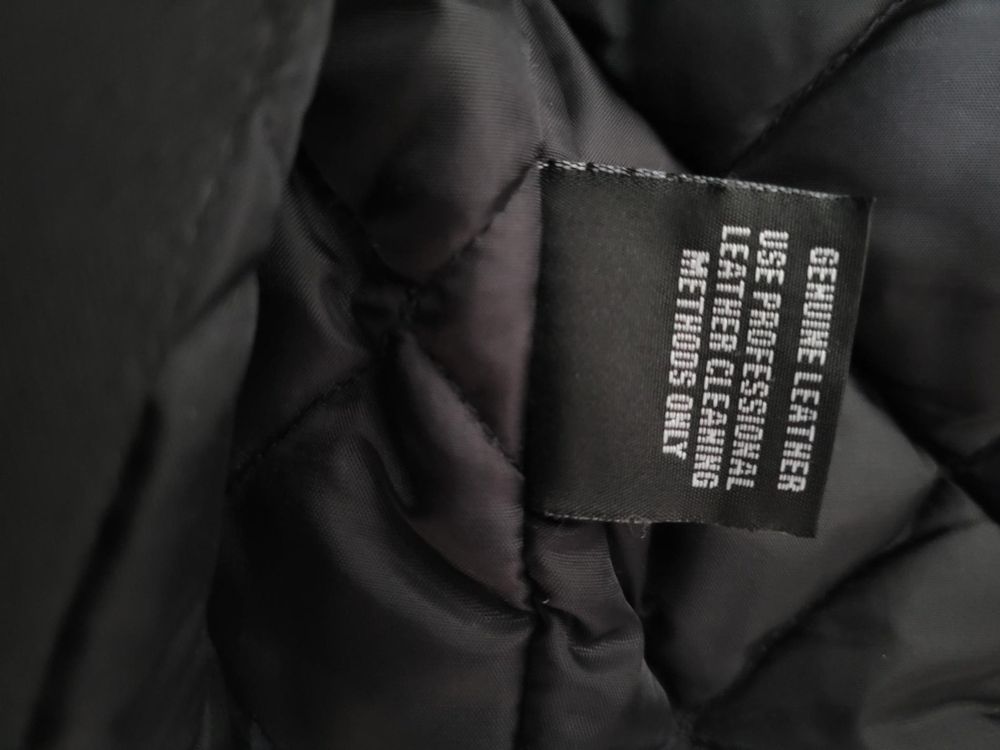 GENUINE LEATHER
USE PROFESSIONAL
LEATHER CLEANING
METHODS ONLY